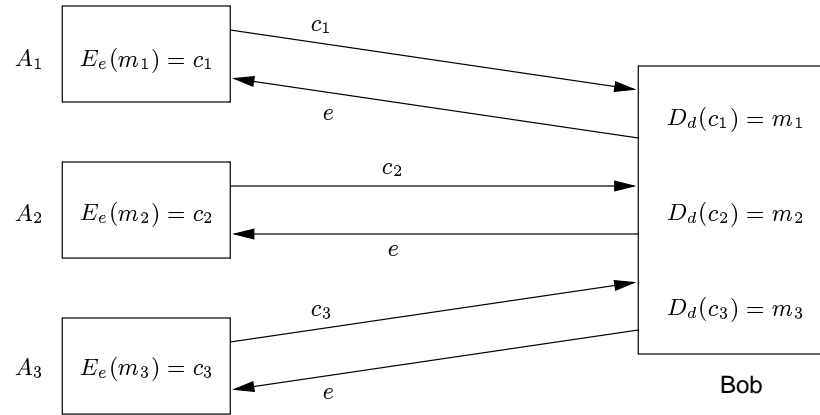 c₁
A₁ Eₑ(m₁) = c₁
e
D_d(c₁) = m₁
c₂
A₂ Eₑ(m₂) = c₂
D_d(c₂) = m₂
e
c₃
D_d(c₃) = m₃
A₃ Eₑ(m₃) = c₃
e
Bob